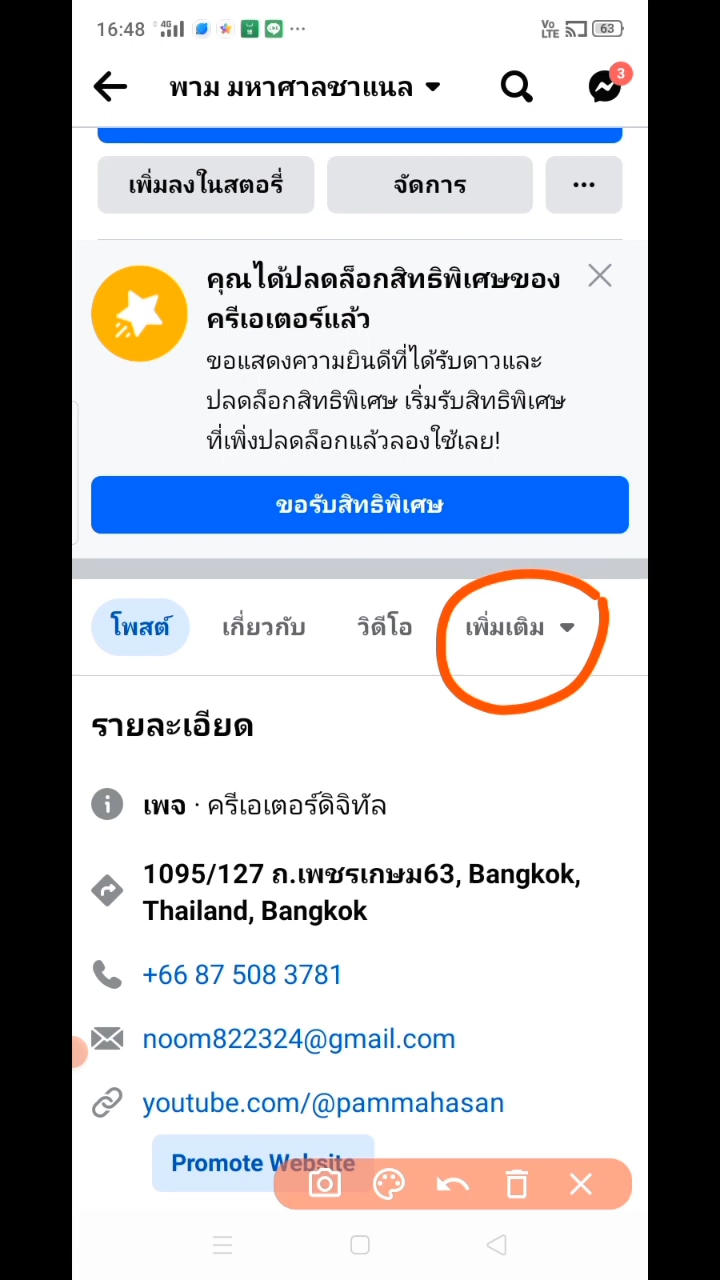 16:48 4G VoLTE 63
พาม มหาศาลชาแนล 3
เพิ่มลงในสตอรี่ จัดการ ...
คุณได้ปลดล็อกสิทธิพิเศษของ
ครีเอเตอร์แล้ว
ขอแสดงความยินดีที่ได้รับดาวและ
ปลดล็อกสิทธิพิเศษ เริ่มรับสิทธิพิเศษ
ที่เพิ่งปลดล็อกแล้วลองใช้เลย!
ขอรับสิทธิพิเศษ
โพสต์ เกี่ยวกับ วิดีโอ เพิ่มเติม
รายละเอียด
เพจ · ครีเอเตอร์ดิจิทัล
1095/127 ถ.เพชรเกษม63, Bangkok,
Thailand, Bangkok
+66 87 508 3781
noom822324@gmail.com
youtube.com/@pammahasan
Promote Website